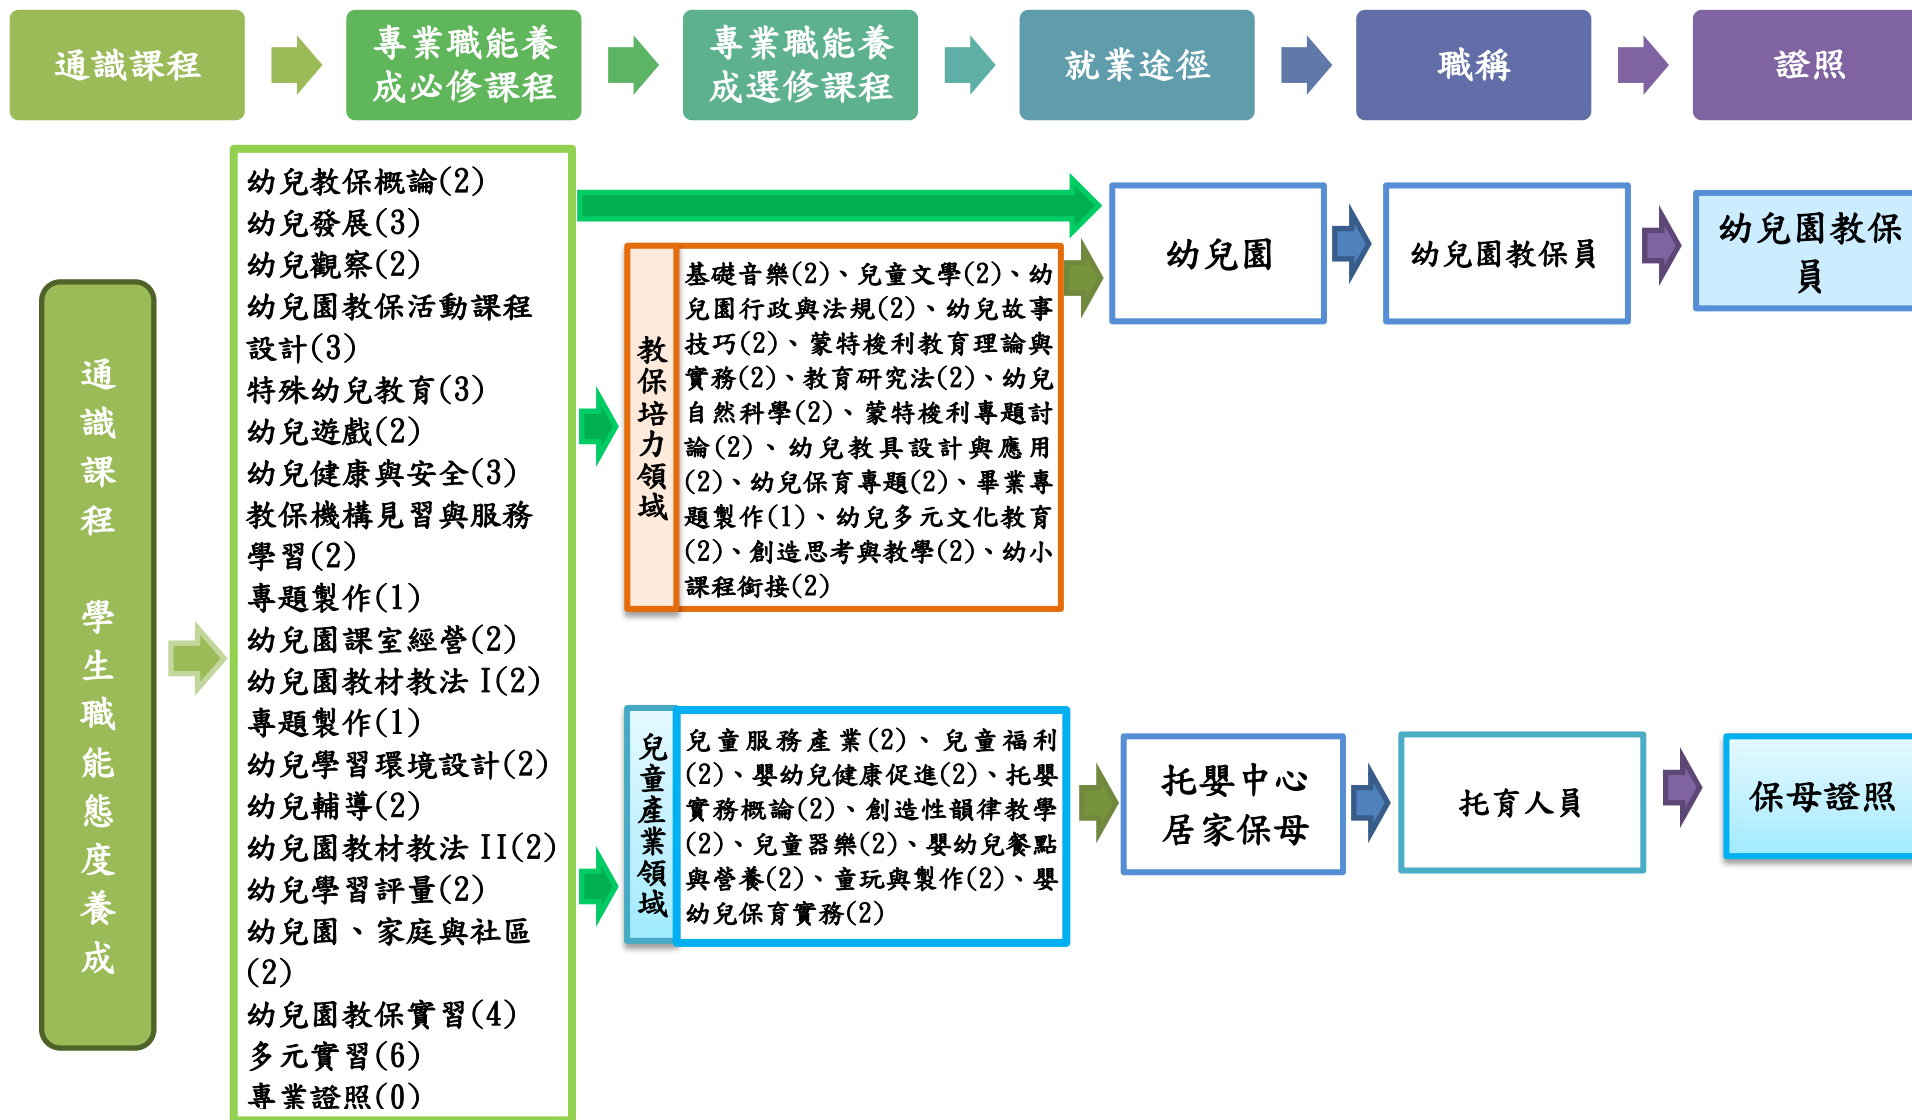 通識課程
專業職能養
成必修課程
專業職能養
成選修課程
就業途徑
職稱
證照
通識課程 學生職能態度養成
幼兒教保概論(2)
幼兒發展(3)
幼兒觀察(2)
幼兒園教保活動課程
設計(3)
特殊幼兒教育(3)
幼兒遊戲(2)
幼兒健康與安全(3)
教保機構見習與服務
學習(2)
專題製作(1)
幼兒園課室經營(2)
幼兒園教材教法 I(2)
專題製作(1)
幼兒學習環境設計(2)
幼兒輔導(2)
幼兒園教材教法 II(2)
幼兒學習評量(2)
幼兒園、家庭與社區
(2)
幼兒園教保實習(4)
多元實習(6)
專業證照(0)
教保培力領域
基礎音樂(2)、兒童文學(2)、幼
兒園行政與法規(2)、幼兒故事
技巧(2)、蒙特梭利教育理論與
實務(2)、教育研究法(2)、幼兒
自然科學(2)、蒙特梭利專題討
論(2)、幼兒教具設計與應用
(2)、幼兒保育專題(2)、畢業專
題製作(1)、幼兒多元文化教育
(2)、創造思考與教學(2)、幼小
課程銜接(2)
幼兒園
幼兒園教保員
幼兒園教保
員
兒童產業領域
兒童服務產業(2)、兒童福利
(2)、嬰幼兒健康促進(2)、托嬰
實務概論(2)、創造性韻律教學
(2)、兒童器樂(2)、嬰幼兒餐點
與營養(2)、童玩與製作(2)、嬰
幼兒保育實務(2)
托嬰中心
居家保母
托育人員
保母證照